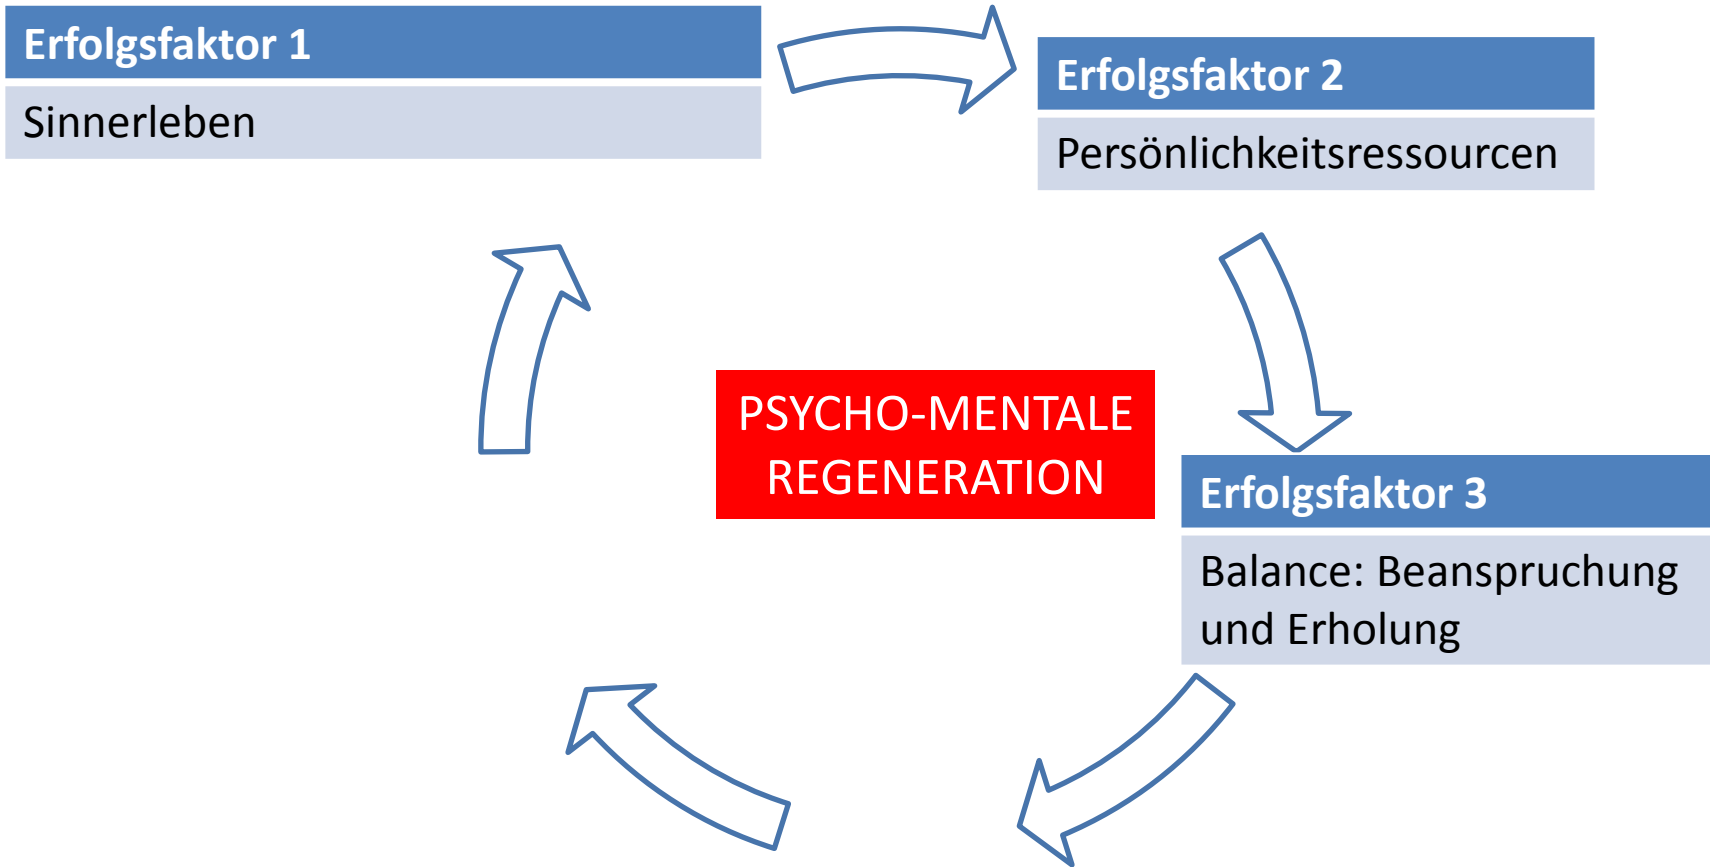 Erfolgsfaktor 1
Sinnerleben
Erfolgsfaktor 2
Persönlichkeitsressourcen
PSYCHO-MENTALE
REGENERATION
Erfolgsfaktor 3
Balance: Beanspruchung
und Erholung